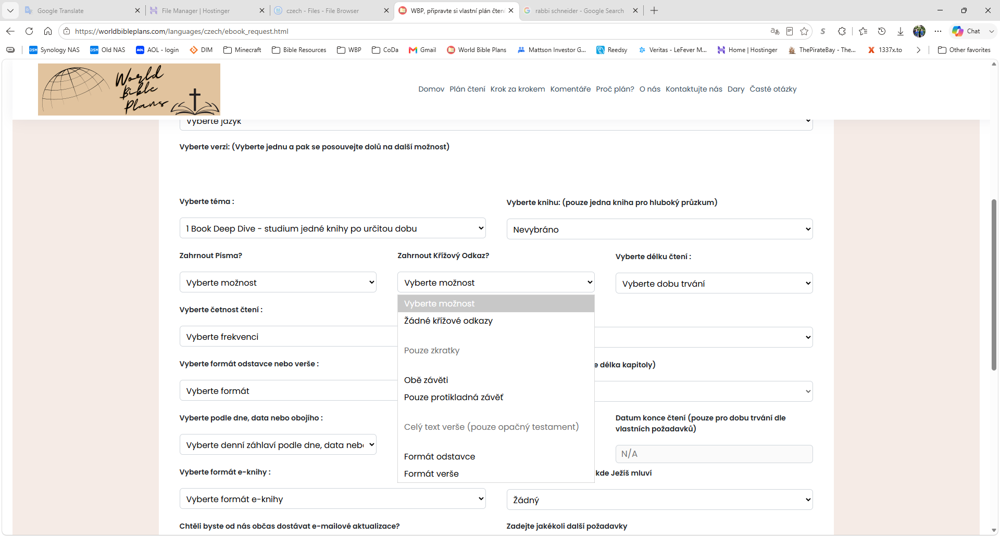 Google Translate
File Manager | Hostinger
czech - Files - File Browser
WBP, připravte si vlastní plán čtení
rabbi schneider - Google Search
https://worldbibleplans.com/languages/czech/ebook_request.html
Chat
Synology NAS
Old NAS
AOL - login
DIM
Minecraft
Bible Resources
WBP
CoDa
Gmail
World Bible Plans
Mattson Investor G...
Reedsy
Veritas - LeFever M...
Home | Hostinger
ThePirateBay - The...
1337x.to
Other favorites
World
Bible
Plans
Domov
Plán čtení
Krok za krokem
Komentáře
Proč plán?
O nás
Kontaktujte nás
Dary
Časté otázky
Vyberte jazyk
Vyberte verzi: (Vyberte jednu a pak se posouvejte dolů na další možnost)
Vyberte téma :
Vyberte knihu: (pouze jedna kniha pro hluboký průzkum)
1 Book Deep Dive - studium jedné knihy po určitou dobu
Nevybráno
Zahrnout Písma?
Zahrnout Křížový Odkaz?
Vyberte délku čtení :
Vyberte možnost
Vyberte možnost
Vyberte dobu trvání
Vyberte možnost
Žádné křížové odkazy
Pouze zkratky
Obě závěti
Pouze protikladná závěť
Celý text verše (pouze opačný testament)
Formát odstavce
Formát verše
Vyberte četnost čtení :
Vyberte frekvenci
Vyberte formát odstavce nebo verše :
délka kapitoly)
Vyberte formát
Vyberte podle dne, data nebo obojího :
Datum konce čtení (pouze pro dobu trvání dle
vlastních požadavků)
Vyberte denní záhlaví podle dne, data nebo
N/A
Vyberte formát e-knihy :
kde Ježíš mluví
Vyberte formát e-knihy
Žádný
Chtěli byste od nás občas dostávat e-mailové aktualizace?
Zadejte jakékoli další požadavky